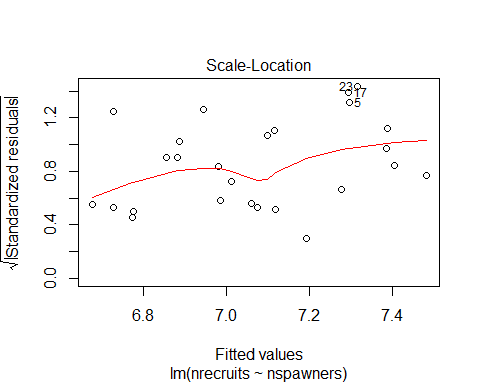 Scale-Location
√|Standardized residuals|
1.2
0.8
0.4
0.0
23
17
5
6.8 7.0 7.2 7.4
Fitted values
lm(nrecruits ~ nspawners)